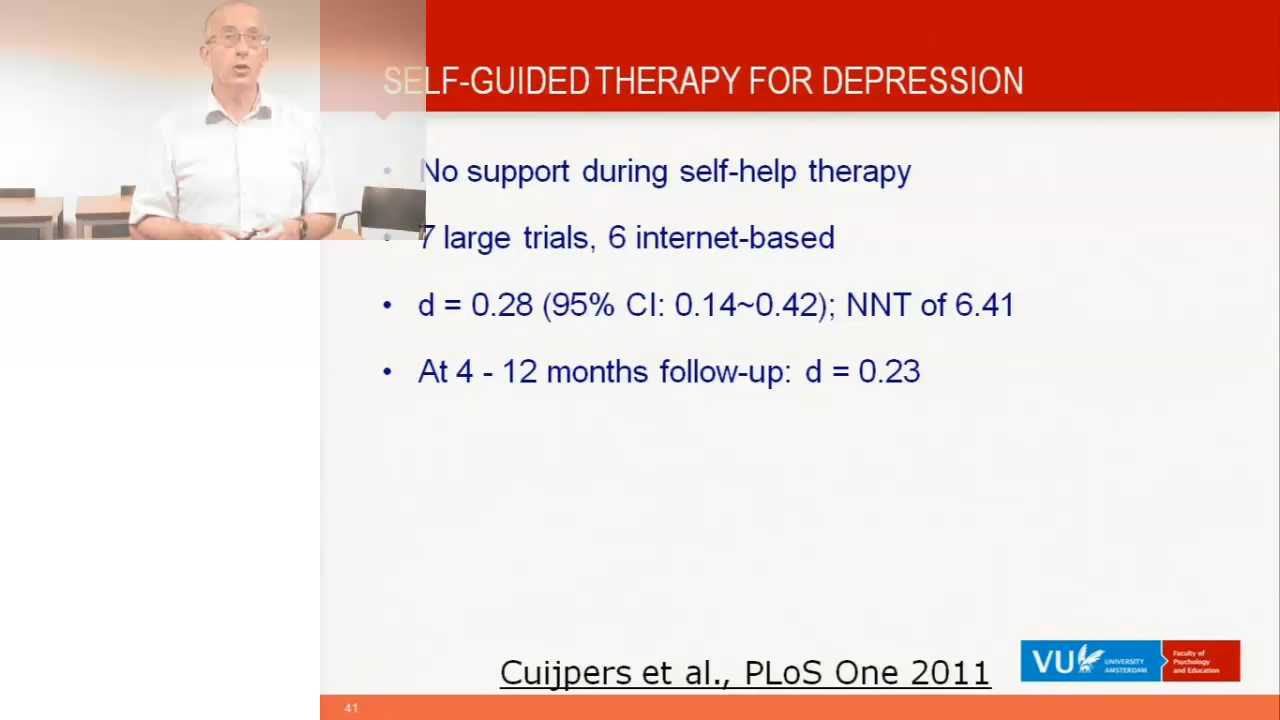 SELF-GUIDED THERAPY FOR DEPRESSION
• No support during self-help therapy
• 7 large trials, 6 internet-based
• d = 0.28 (95% CI: 0.14~0.42); NNT of 6.41
• At 4 - 12 months follow-up: d = 0.23
Cuijpers et al., PLoS One 2011
VU UNIVERSITY AMSTERDAM
Faculty of Psychology and Education
41